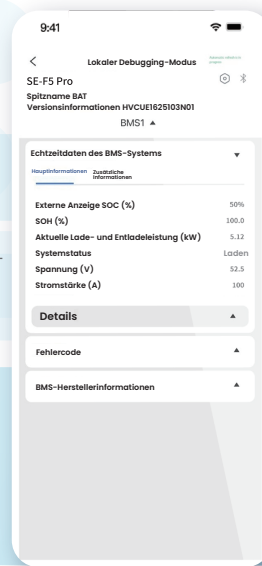 9:41
Lokaler Debugging-Modus
SE-F5 Pro
Spitzname BAT
Versionsinformationen HVCUE1625103N01
BMS1 ▲
Echtzeitdaten des BMS-Systems ▼
Hauptinformationen
Zusätzliche
Informationen
Externe Anzeige SOC (%) 50%
SOH (%) 100.0
Aktuelle Lade- und Entladeleistung (kW) 5.12
Systemstatus Laden
Spannung (V) 52.5
Stromstärke (A) 100
Details ▲
Fehlercode ▲
BMS-Herstellerinformationen ▲